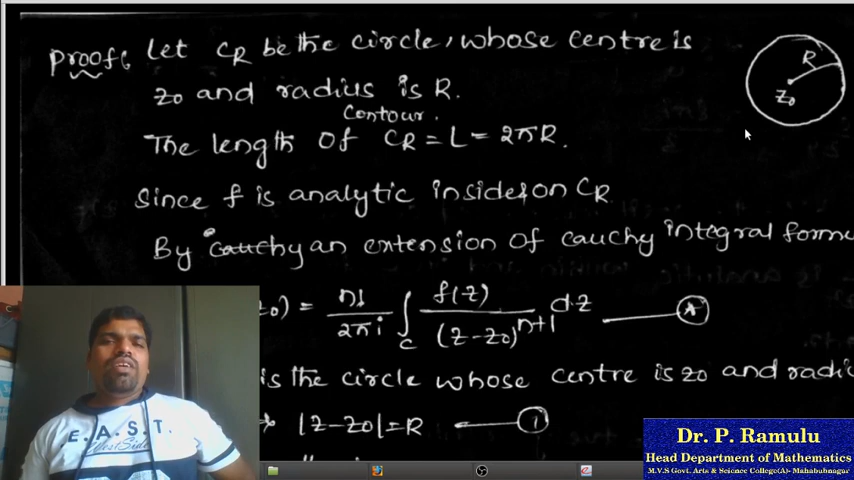 Proof: Let CR be the circle, whose centre is
z0 and radius is R.
R
z0
contour.
The length of CR = L = 2πR.
Since f is analytic inside & on CR
By cauchy an extension of cauchy integral formu
z0) = n! / 2πi ∫C f(z) / (z-z0)^n+1 dz
is the circle whose centre is z0 and radiu
|z-z0| = R
E.A.S.T.
WestSide
Dr. P. Ramulu
Head Department of Mathematics
M.V.S Govt. Arts & Science College(A)- Mahabubnagar